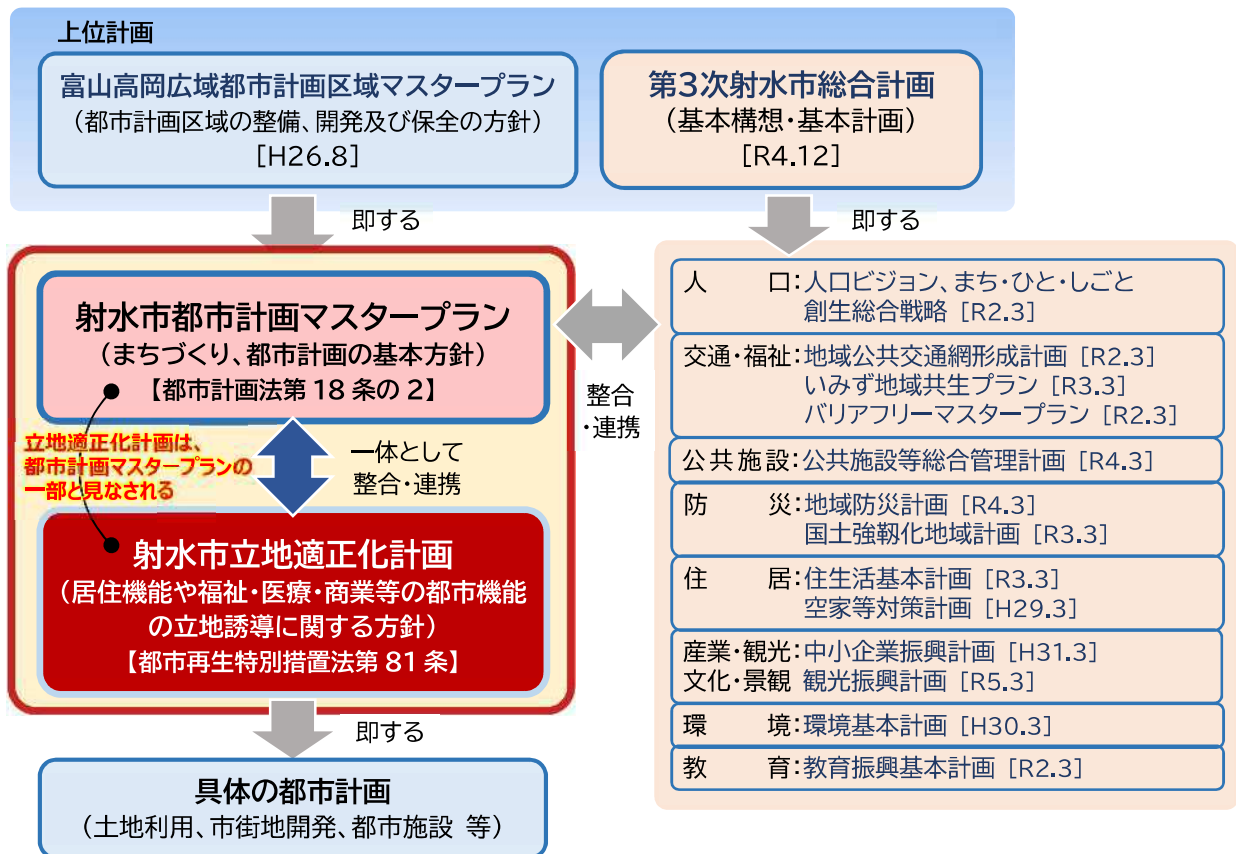 上位計画
富山高岡広域都市計画区域マスタープラン
(都市計画区域の整備、開発及び保全の方針)
[H26.8]
第3次射水市総合計画
(基本構想・基本計画)
[R4.12]
即する
即する
射水市都市計画マスタープラン
(まちづくり、都市計画の基本方針)
【都市計画法第 18 条の 2】
立地適正化計画は、
都市計画マスタープランの
一部と見なされる
一体として
整合・連携
射水市立地適正化計画
(居住機能や福祉・医療・商業等の都市機能
の立地誘導に関する方針)
【都市再生特別措置法第 81 条】
即する
具体の都市計画
(土地利用、市街地開発、都市施設 等)
整合
・連携
人　　口:人口ビジョン、まち・ひと・しごと
創生総合戦略 [R2.3]
交通・福祉:地域公共交通網形成計画 [R2.3]
いみず地域共生プラン [R3.3]
バリアフリーマスタープラン [R2.3]
公共施設:公共施設等総合管理計画 [R4.3]
防　　災:地域防災計画 [R4.3]
国土強靱化地域計画 [R3.3]
住　　居:住生活基本計画 [R3.3]
空家等対策計画 [H29.3]
産業・観光:中小企業振興計画 [H31.3]
文化・景観 観光振興計画 [R5.3]
環　　境:環境基本計画 [H30.3]
教　　育:教育振興基本計画 [R2.3]